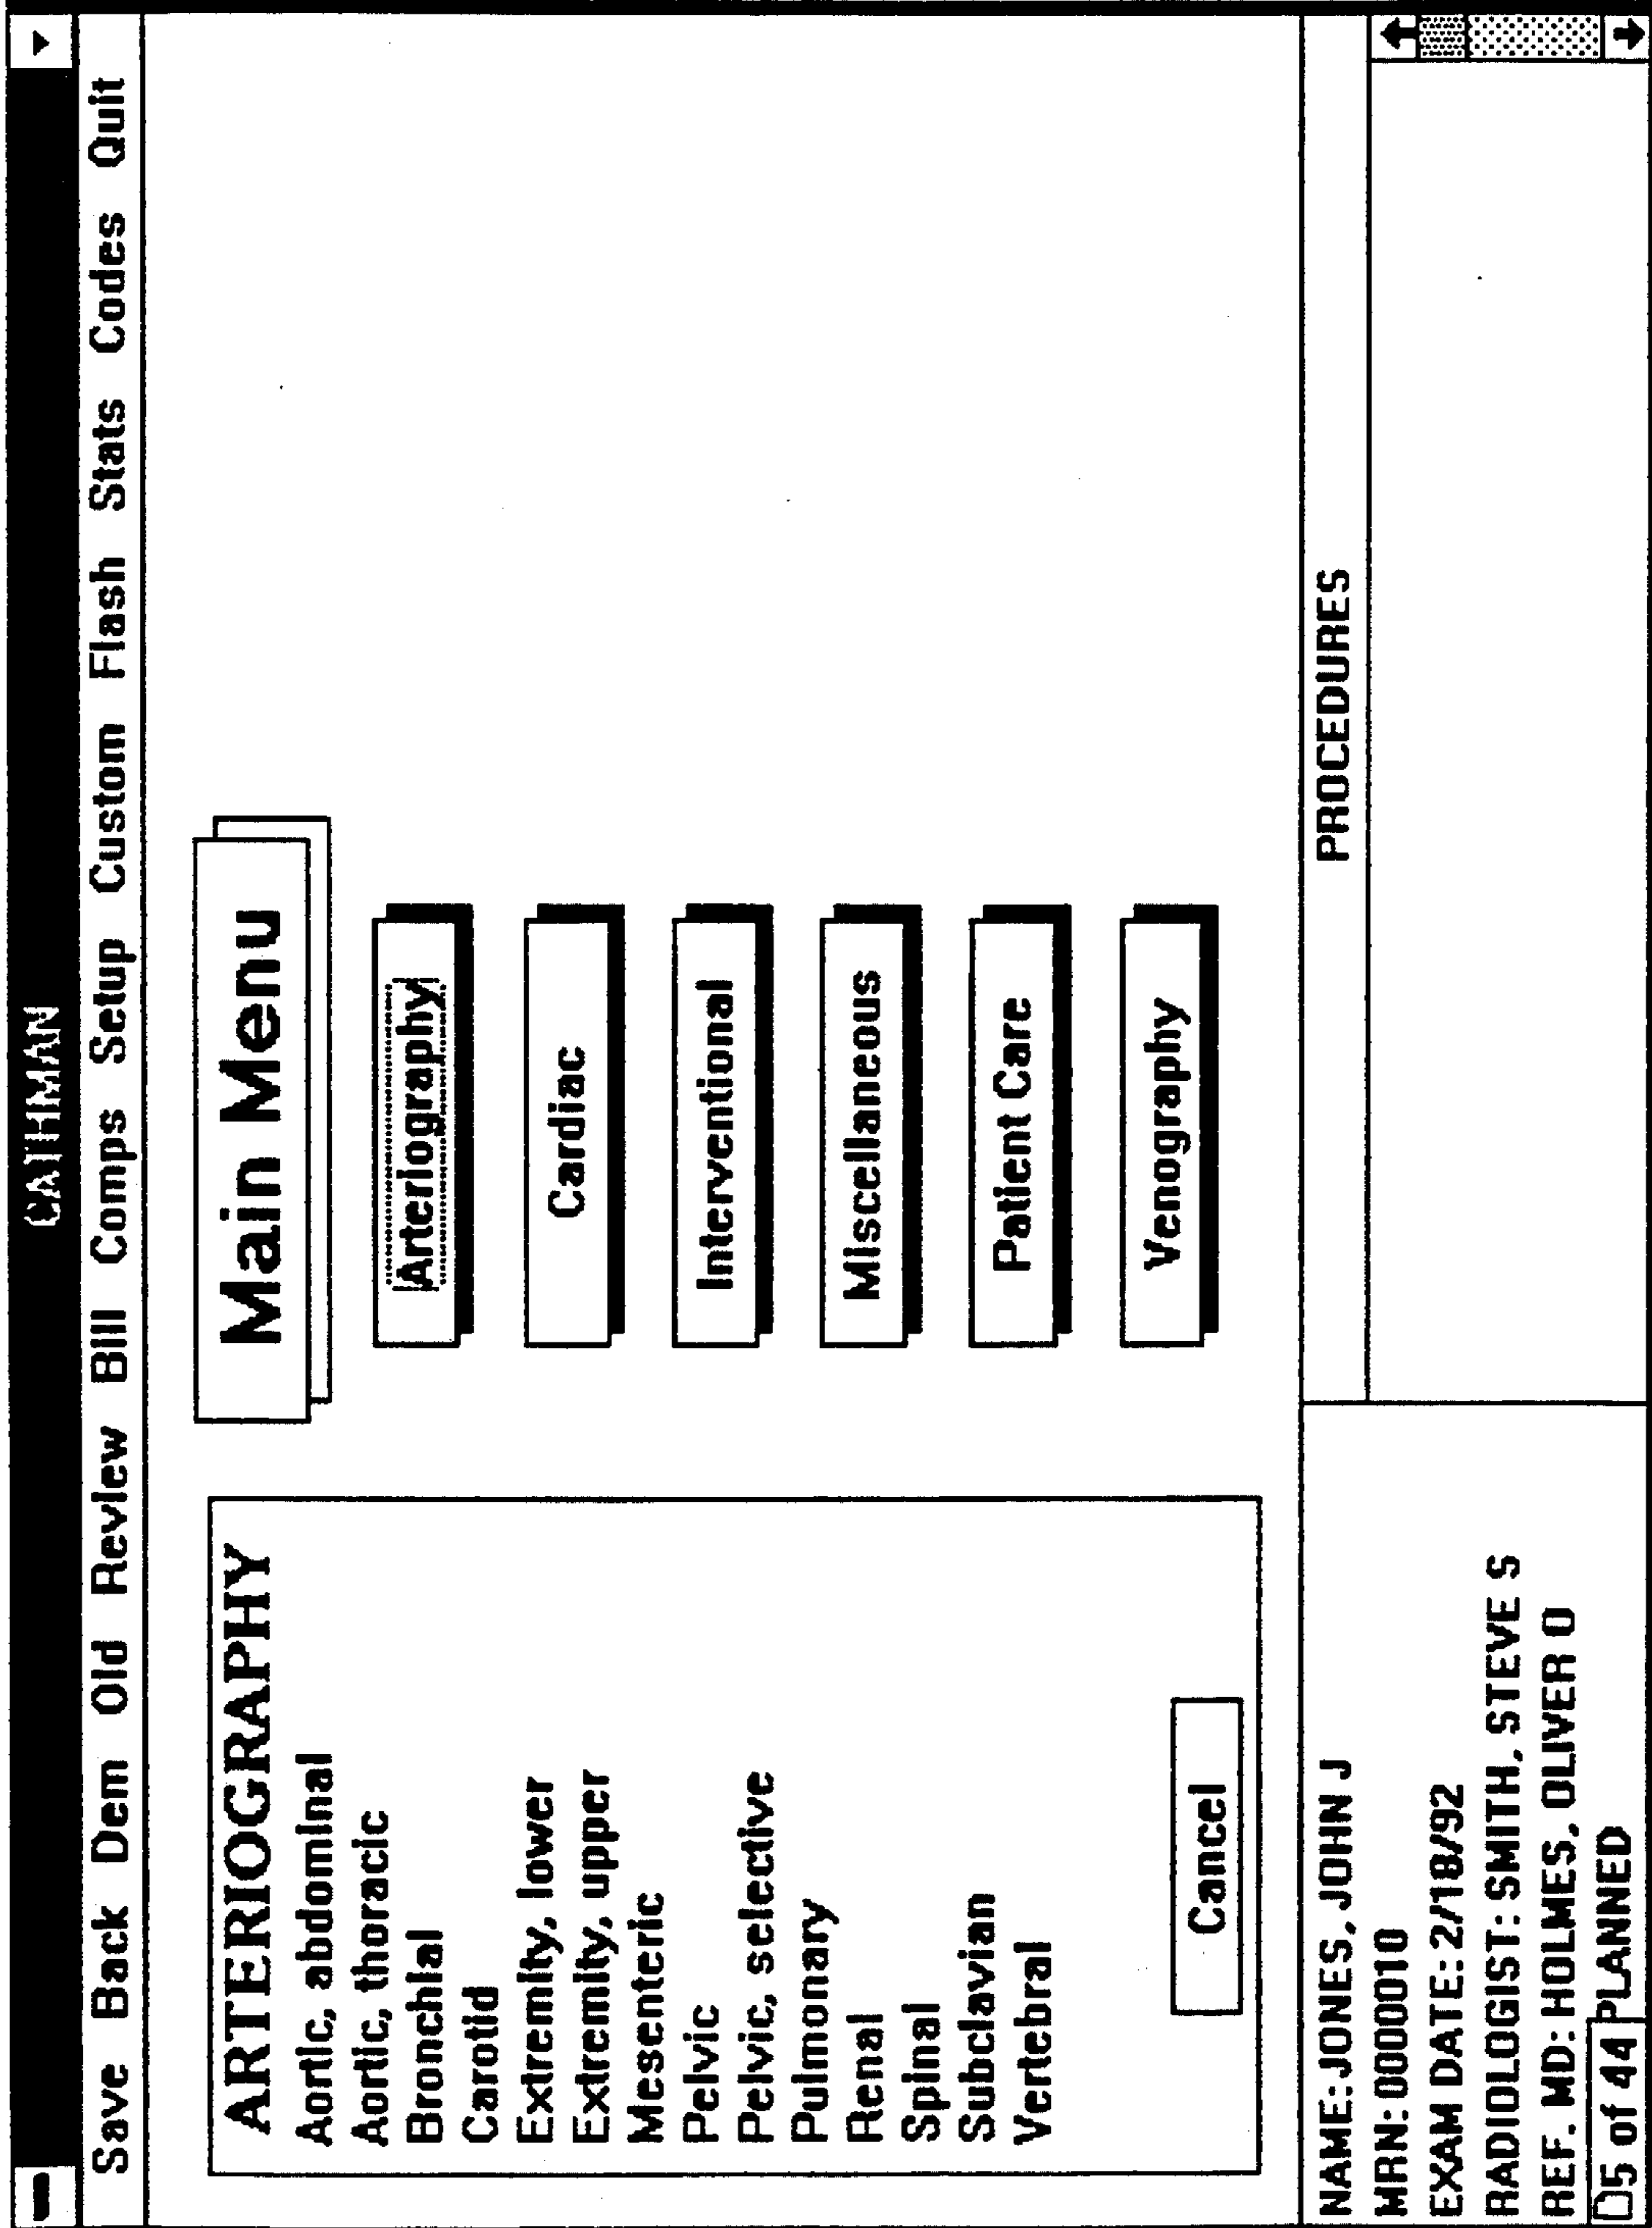 CATHMAN
Save Back Dem Old Review Bill Comps Setup Custom Flash Stats Codes Quit
ARTERIOGRAPHY
Aortic, abdominal
Aortic, thoracic
Bronchial
Carotid
Extremity, lower
Extremity, upper
Mesenteric
Pelvic
Pelvic, selective
Pulmonary
Renal
Spinal
Subclavian
Vertebral
Cancel
Main Menu
Arteriography
Cardiac
Interventional
Miscellaneous
Patient Care
Venography
NAME: JONES, JOHN J
MRN: 000010
EXAM DATE: 2/18/92
RADIOLOGIST: SMITH, STEVE S
REF. MD: HOLMES, OLIVER O
5 of 44 PLANNED
PROCEDURES